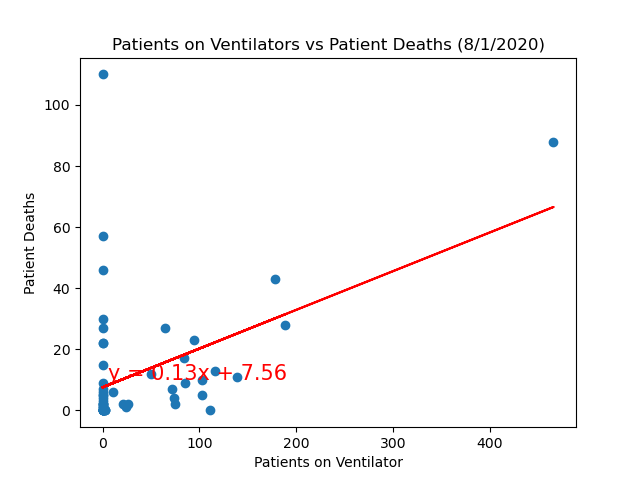 Patients on Ventilators vs Patient Deaths (8/1/2020)
100
80
60
40
20
0
Patient Deaths
y = 0.13x + 7.56
0 100 200 300 400
Patients on Ventilator